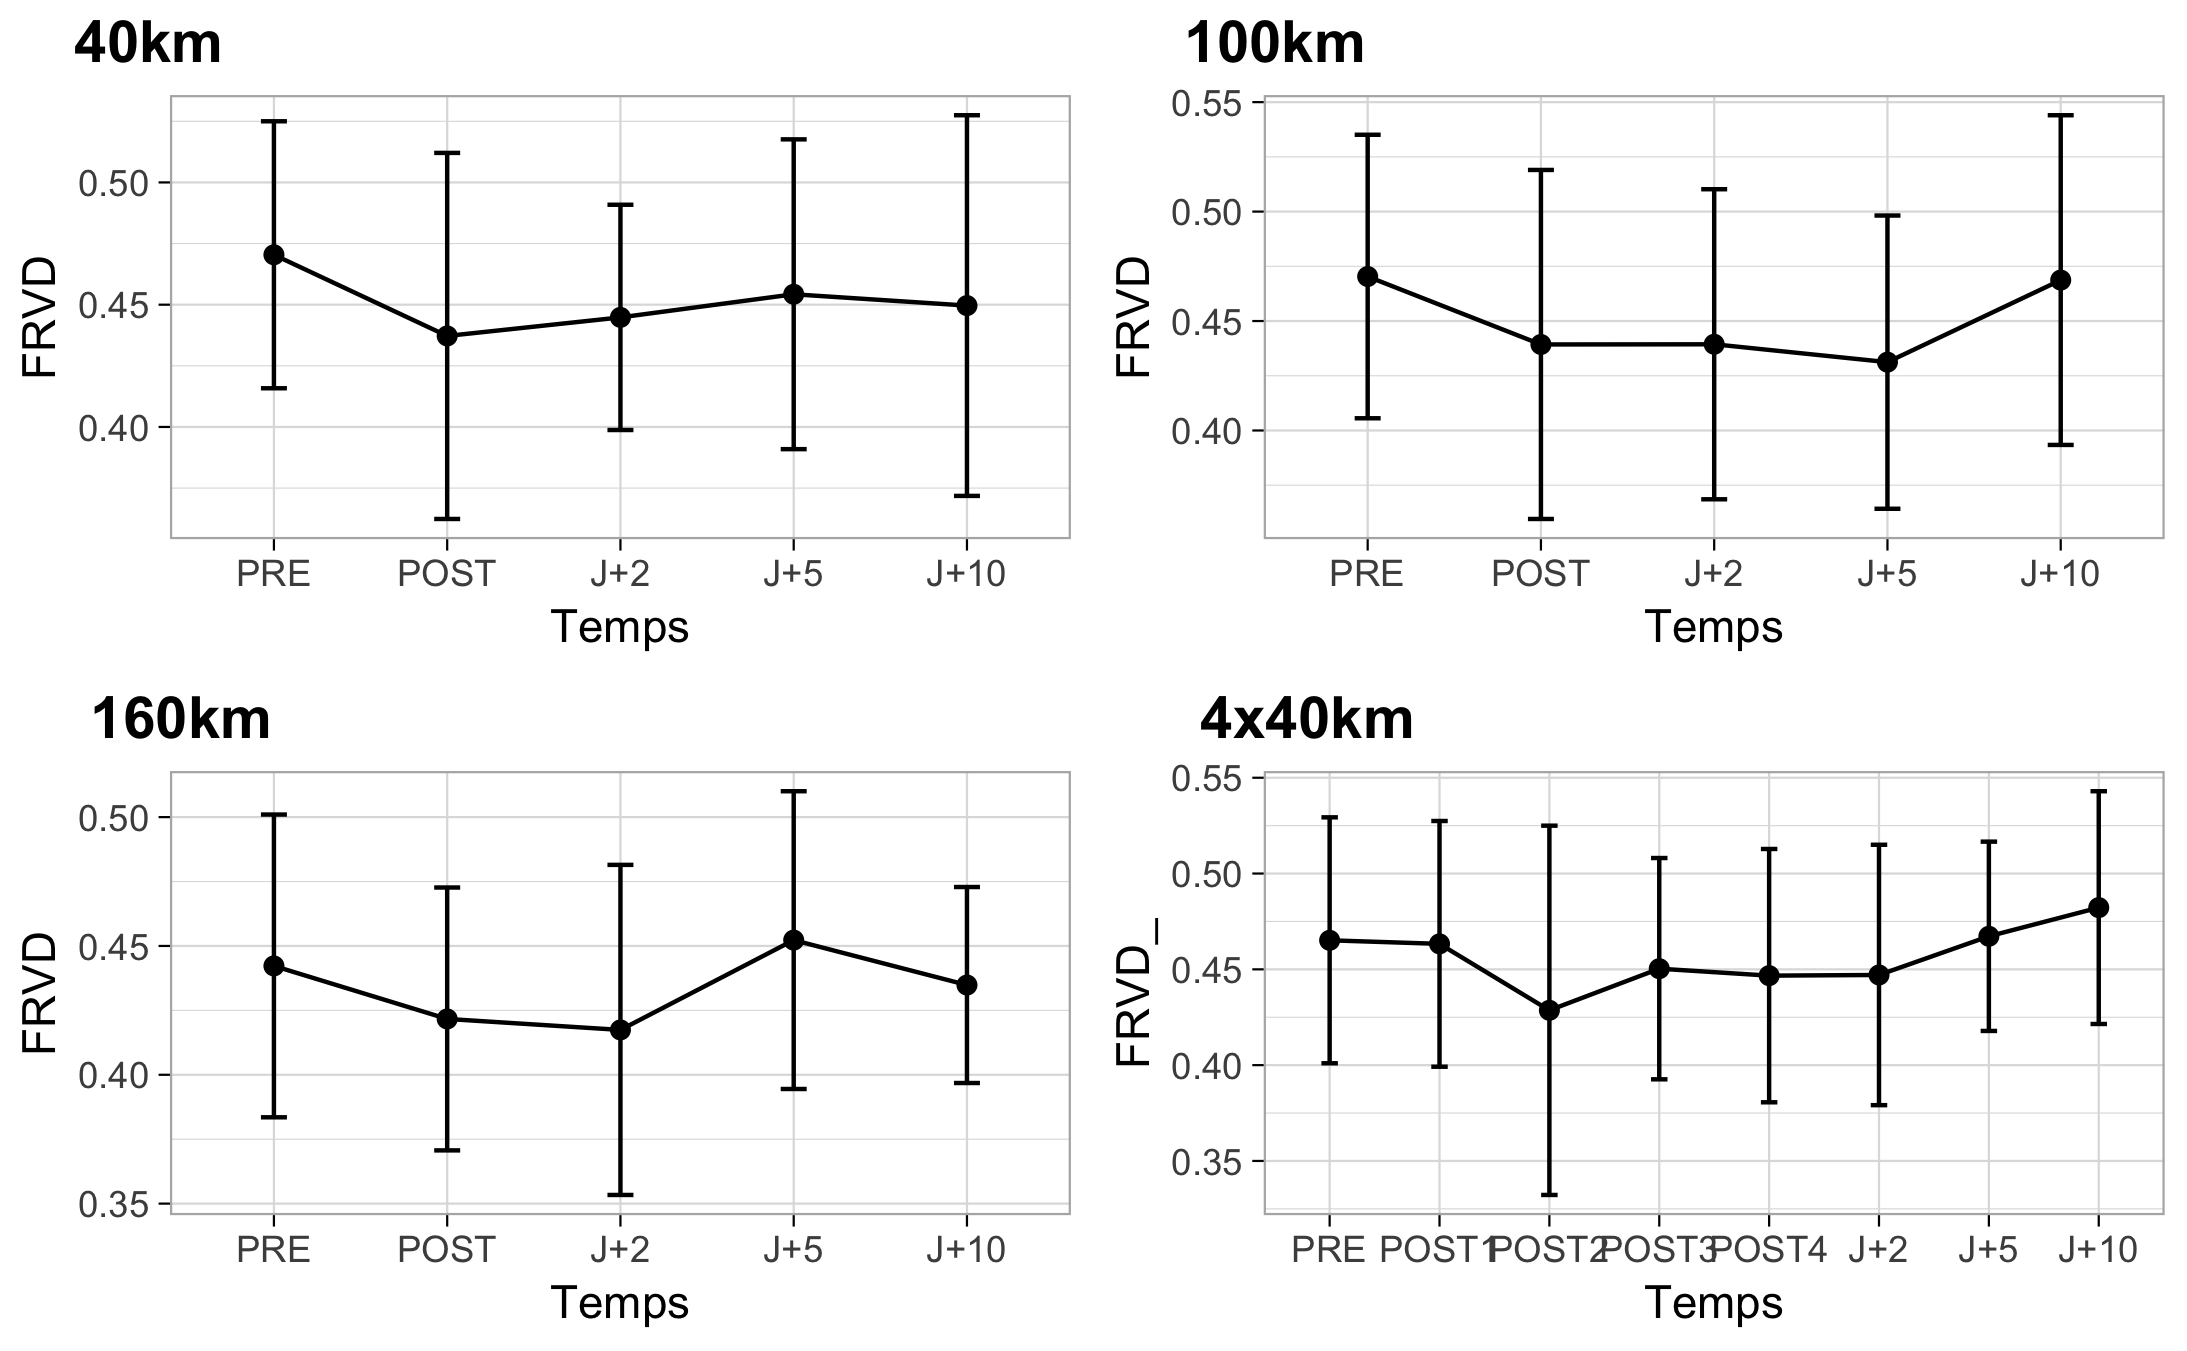 40km
0.50
0.45
0.40
FRVD
PRE POST J+2 J+5 J+10
Temps
100km
0.55
0.50
0.45
0.40
FRVD
PRE POST J+2 J+5 J+10
Temps
160km
0.50
0.45
0.40
0.35
FRVD
PRE POST J+2 J+5 J+10
Temps
4x40km
0.55
0.50
0.45
0.40
0.35
FRVD_
PRE POST1 POST2 POST3 POST4 J+2 J+5 J+10
Temps